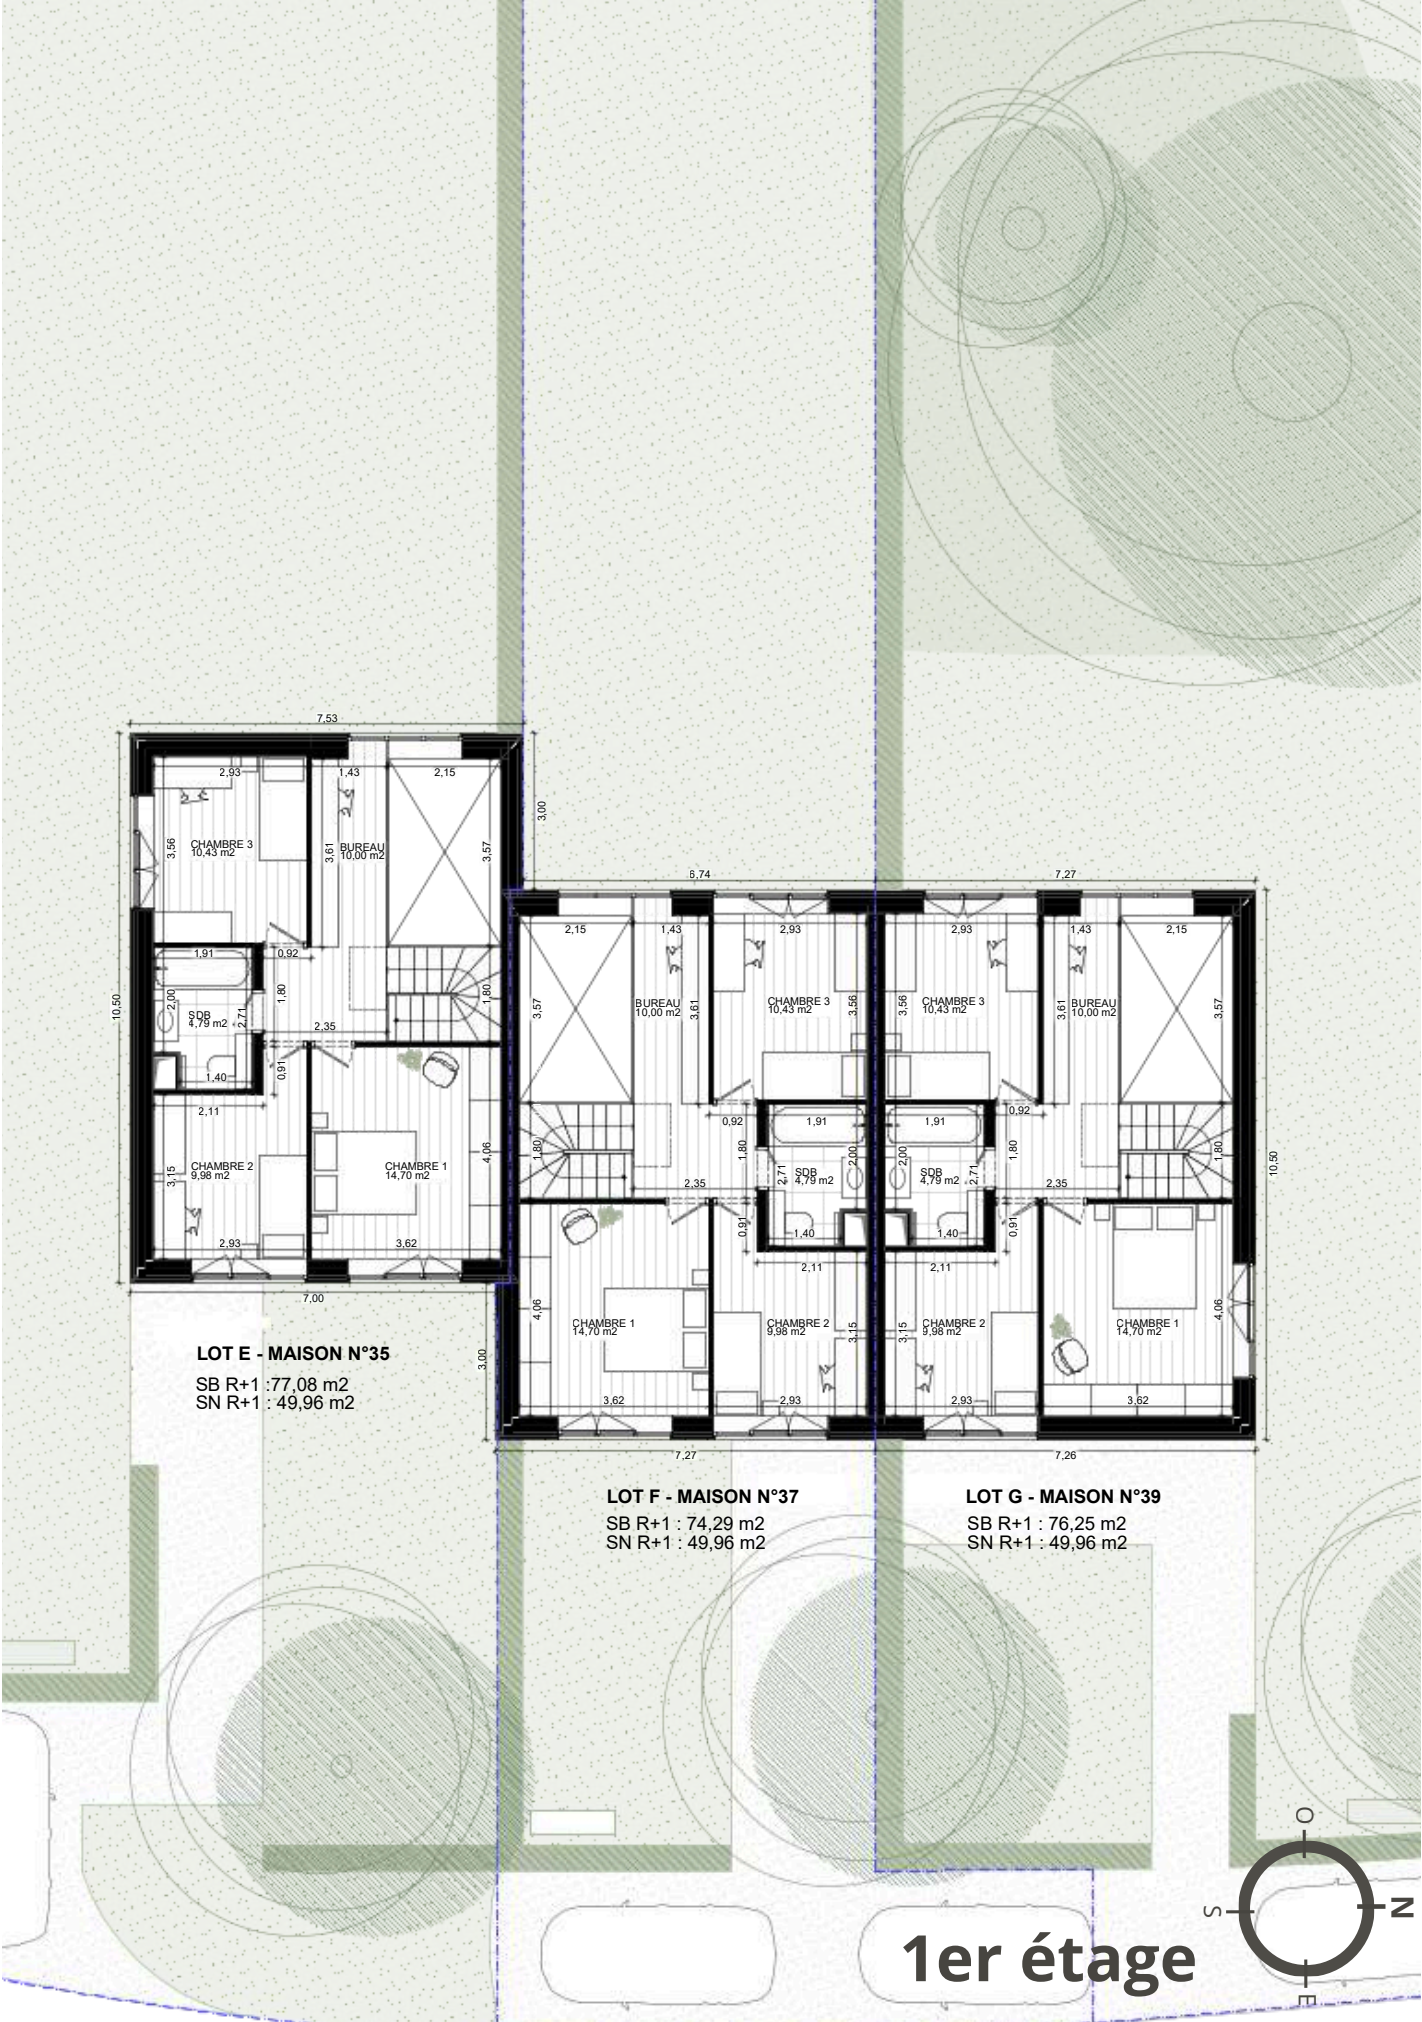 7,53
2,93
1,43
2,15
3,00
3,56
CHAMBRE 3
10,43 m2
3,61
BUREAU
10,00 m2
3,57
1,91
0,92
10,50
2,00
SDB
4,79 m2
2,71
1,80
2,35
1,80
1,40
0,91
2,11
3,15
CHAMBRE 2
9,98 m2
CHAMBRE 1
14,70 m2
4,06
2,93
3,62
7,00
LOT E - MAISON N°35
SB R+1 :77,08 m2
SN R+1 : 49,96 m2
6,74
2,15
1,43
2,93
3,57
BUREAU
10,00 m2
3,61
CHAMBRE 3
10,43 m2
3,56
0,92
1,91
1,80
1,80
2,71
SDB
4,79 m2
2,00
2,35
0,91
1,40
2,11
3,00
4,06
CHAMBRE 1
14,70 m2
CHAMBRE 2
9,98 m2
3,15
3,62
2,93
7,27
LOT F - MAISON N°37
SB R+1 : 74,29 m2
SN R+1 : 49,96 m2
7,27
2,93
1,43
2,15
3,56
CHAMBRE 3
10,43 m2
3,61
BUREAU
10,00 m2
3,57
1,91
0,92
2,00
SDB
4,79 m2
2,71
1,80
2,35
1,80
10,50
1,40
0,91
2,11
3,15
CHAMBRE 2
9,98 m2
CHAMBRE 1
14,70 m2
4,06
2,93
3,62
7,26
LOT G - MAISON N°39
SB R+1 : 76,25 m2
SN R+1 : 49,96 m2
1er étage
O
S
N
E